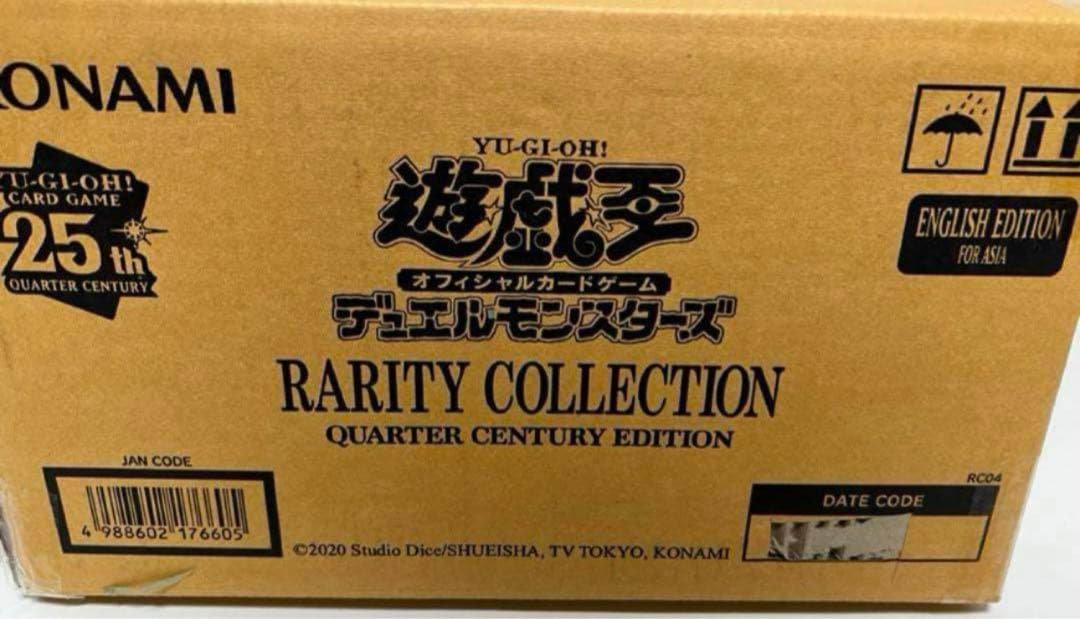 KONAMI
YU-GI-OH!
CARD GAME
25th
QUARTER CENTURY
YU-GI-OH!
遊戯王
オフィシャルカードゲーム
デュエルモンスターズ
RARITY COLLECTION
QUARTER CENTURY EDITION
ENGLISH EDITION
FOR ASIA
JAN CODE
4 988602 176605
©2020 Studio Dice/SHUEISHA, TV TOKYO, KONAMI
RC04
DATE CODE